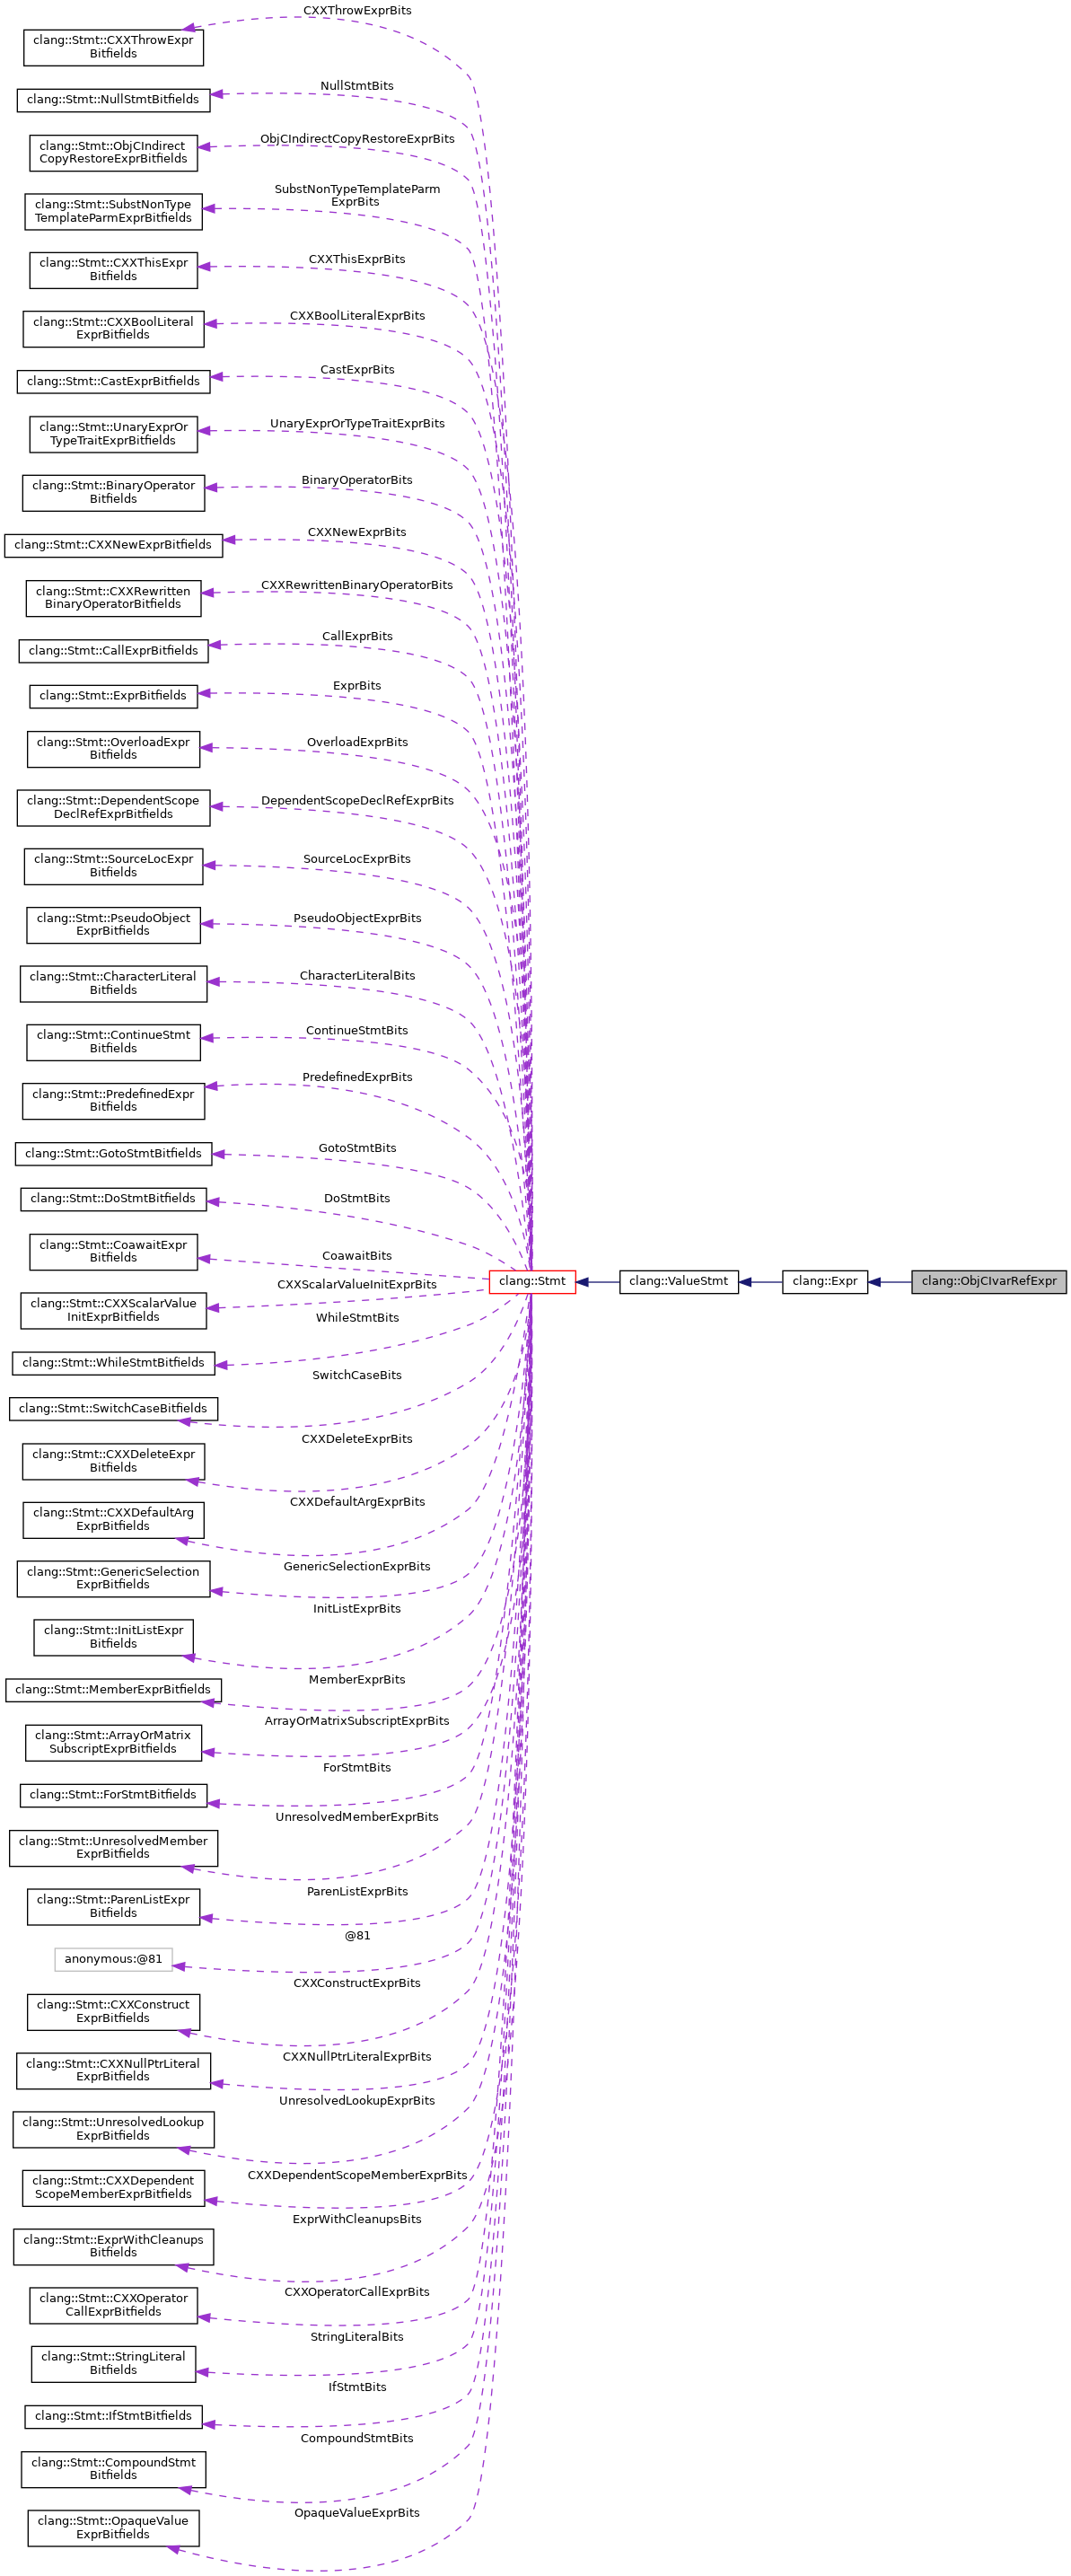 CXXThrowExprBits
clang::Stmt::CXXThrowExpr
Bitfields
NullStmtBits
clang::Stmt::NullStmtBitfields
ObjCIndirectCopyRestoreExprBits
clang::Stmt::ObjCIndirect
CopyRestoreExprBitfields
SubstNonTypeTemplateParm
ExprBits
clang::Stmt::SubstNonType
TemplateParmExprBitfields
CXXThisExprBits
clang::Stmt::CXXThisExpr
Bitfields
CXXBoolLiteralExprBits
clang::Stmt::CXXBoolLiteral
ExprBitfields
CastExprBits
clang::Stmt::CastExprBitfields
UnaryExprOrTypeTraitExprBits
clang::Stmt::UnaryExprOr
TypeTraitExprBitfields
BinaryOperatorBits
clang::Stmt::BinaryOperator
Bitfields
CXXNewExprBits
clang::Stmt::CXXNewExprBitfields
CXXRewrittenBinaryOperatorBits
clang::Stmt::CXXRewritten
BinaryOperatorBitfields
CallExprBits
clang::Stmt::CallExprBitfields
ExprBits
clang::Stmt::ExprBitfields
OverloadExprBits
clang::Stmt::OverloadExpr
Bitfields
DependentScopeDeclRefExprBits
clang::Stmt::DependentScope
DeclRefExprBitfields
SourceLocExprBits
clang::Stmt::SourceLocExpr
Bitfields
PseudoObjectExprBits
clang::Stmt::PseudoObject
ExprBitfields
CharacterLiteralBits
clang::Stmt::CharacterLiteral
Bitfields
ContinueStmtBits
clang::Stmt::ContinueStmt
Bitfields
PredefinedExprBits
clang::Stmt::PredefinedExpr
Bitfields
GotoStmtBits
clang::Stmt::GotoStmtBitfields
DoStmtBits
clang::Stmt::DoStmtBitfields
CoawaitBits
clang::Stmt::CoawaitExpr
Bitfields
clang::Stmt
clang::ValueStmt
clang::Expr
clang::ObjCIvarRefExpr
CXXScalarValueInitExprBits
clang::Stmt::CXXScalarValue
InitExprBitfields
WhileStmtBits
clang::Stmt::WhileStmtBitfields
SwitchCaseBits
clang::Stmt::SwitchCaseBitfields
CXXDeleteExprBits
clang::Stmt::CXXDeleteExpr
Bitfields
CXXDefaultArgExprBits
clang::Stmt::CXXDefaultArg
ExprBitfields
GenericSelectionExprBits
clang::Stmt::GenericSelection
ExprBitfields
InitListExprBits
clang::Stmt::InitListExpr
Bitfields
MemberExprBits
clang::Stmt::MemberExprBitfields
ArrayOrMatrixSubscriptExprBits
clang::Stmt::ArrayOrMatrix
SubscriptExprBitfields
ForStmtBits
clang::Stmt::ForStmtBitfields
UnresolvedMemberExprBits
clang::Stmt::UnresolvedMember
ExprBitfields
ParenListExprBits
clang::Stmt::ParenListExpr
Bitfields
@81
anonymous:@81
CXXConstructExprBits
clang::Stmt::CXXConstruct
ExprBitfields
CXXNullPtrLiteralExprBits
clang::Stmt::CXXNullPtrLiteral
ExprBitfields
UnresolvedLookupExprBits
clang::Stmt::UnresolvedLookup
ExprBitfields
CXXDependentScopeMemberExprBits
clang::Stmt::CXXDependent
ScopeMemberExprBitfields
ExprWithCleanupsBits
clang::Stmt::ExprWithCleanups
Bitfields
CXXOperatorCallExprBits
clang::Stmt::CXXOperator
CallExprBitfields
StringLiteralBits
clang::Stmt::StringLiteral
Bitfields
IfStmtBits
clang::Stmt::IfStmtBitfields
CompoundStmtBits
clang::Stmt::CompoundStmt
Bitfields
OpaqueValueExprBits
clang::Stmt::OpaqueValue
ExprBitfields